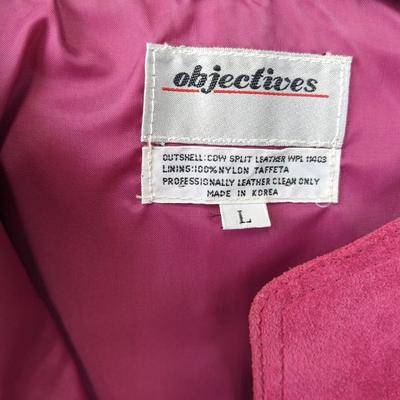 objectives
OUTSHELL:COW SPLIT LEATHER WPL 11403
LINING:100% NYLON TAFFETA
PROFESSIONALLY LEATHER CLEAN ONLY
MADE IN KOREA
L